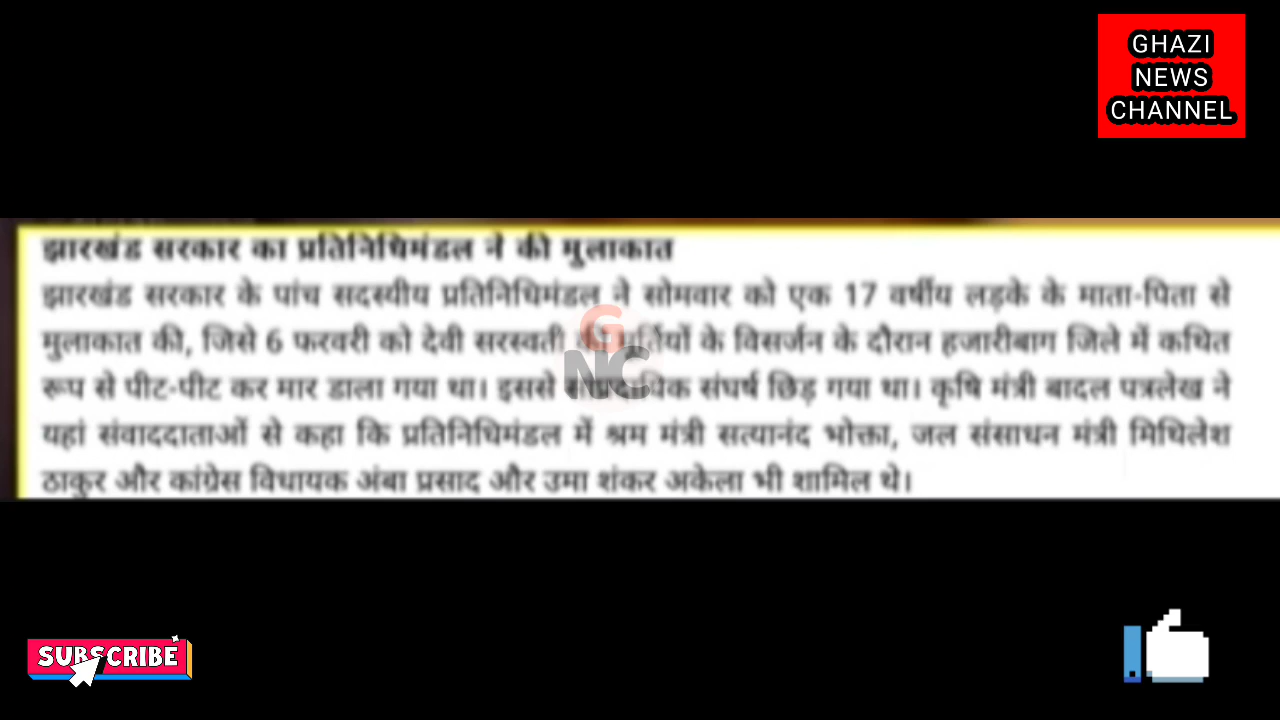 GHAZI
NEWS
CHANNEL
झारखंड सरकार का प्रतिनिधिमंडल ने की मुलाकात
झारखंड सरकार के पांच सदस्यीय प्रतिनिधिमंडल ने सोमवार को एक 17 वर्षीय लड़के के माता-पिता से
मुलाकात की, जिसे 6 फरवरी को देवी सरस्वती की मूर्तियों के विसर्जन के दौरान हजारीबाग जिले में कथित
रूप से पीट-पीट कर मार डाला गया था। इससे संघर्ष छिड़ गया था। कृषि मंत्री बादल पत्रलेख ने
यहां संवाददाताओं से कहा कि प्रतिनिधिमंडल में श्रम मंत्री सत्यानंद भोक्ता, जल संसाधन मंत्री मिथिलेश
ठाकुर और कांग्रेस विधायक अंबा प्रसाद और उमा शंकर अकेला भी शामिल थे।
G
NC
SUBSCRIBE